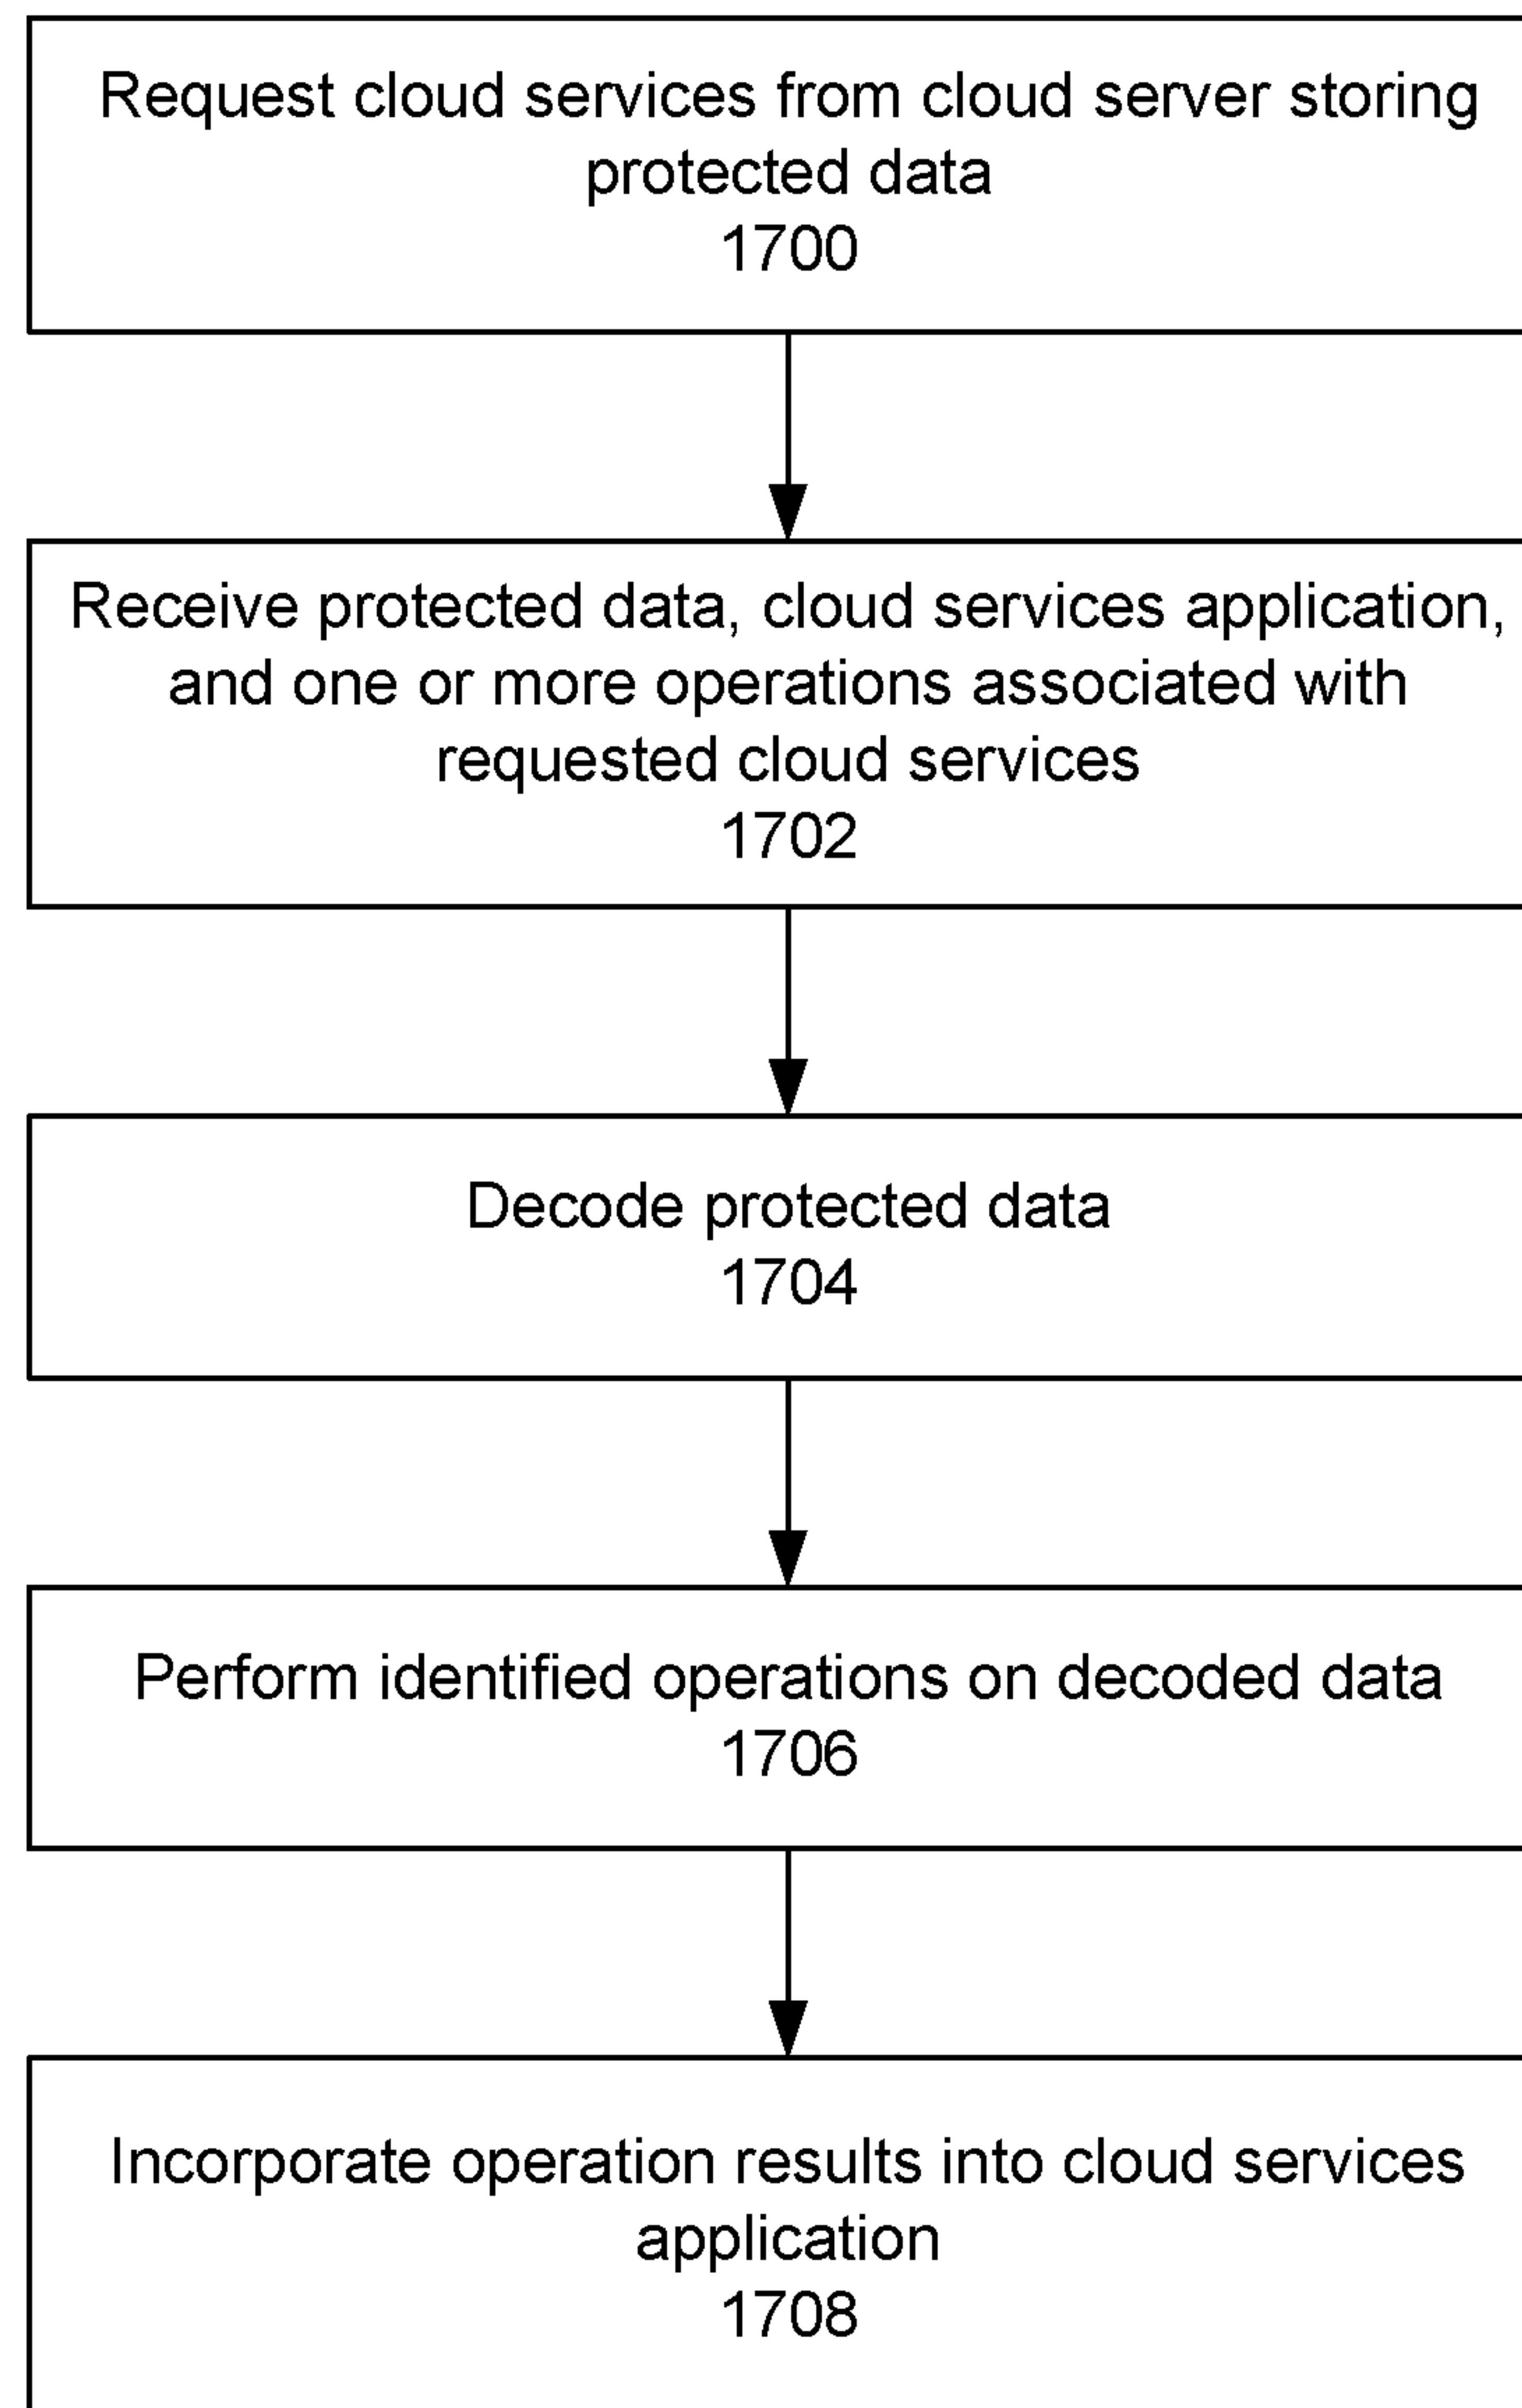 Request cloud services from cloud server storing
protected data
1700
Receive protected data, cloud services application,
and one or more operations associated with
requested cloud services
1702
Decode protected data
1704
Perform identified operations on decoded data
1706
Incorporate operation results into cloud services
application
1708